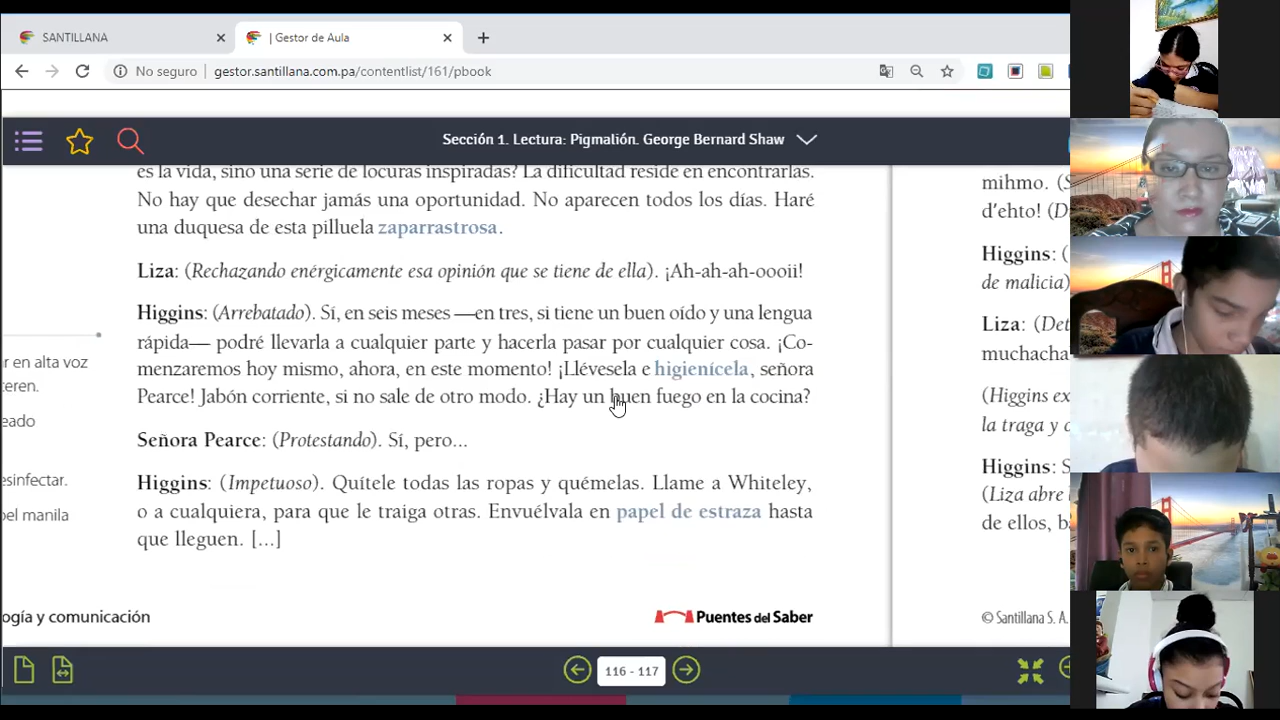 SANTILLANA
| Gestor de Aula
No seguro
gestor.santillana.com.pa/contentlist/161/pbook
Sección 1. Lectura: Pigmalión. George Bernard Shaw
es la vida, sino una serie de locuras inspiradas? La dificultad reside en encontrarlas.
No hay que desechar jamás una oportunidad. No aparecen todos los días. Haré
una duquesa de esta pilluela zaparrastrosa.
Liza: (Rechazando enérgicamente esa opinión que se tiene de ella). ¡Ah-ah-ah-oooii!
Higgins: (Arrebatado). Sí, en seis meses —en tres, si tiene un buen oído y una lengua
rápida— podré llevarla a cualquier parte y hacerla pasar por cualquier cosa. ¡Co-
menzaremos hoy mismo, ahora, en este momento! ¡Llévesela e higienícela, señora
Pearce! Jabón corriente, si no sale de otro modo. ¿Hay un buen fuego en la cocina?
Señora Pearce: (Protestando). Sí, pero...
Higgins: (Impetuoso). Quítele todas las ropas y quémelas. Llame a Whiteley,
o a cualquiera, para que le traiga otras. Envuélvala en papel de estraza hasta
que lleguen. [...]
ar en alta voz
ceren.
eado
esinfectar.
pel manila
ogía y comunicación
Puentes del Saber
mihmo. (S
d'ehto! (D
Higgins: (
de malicia)
Liza: (Det
muchacha
(Higgins ex
la traga y c
Higgins: S
(Liza abre
de ellos, b
© Santillana S. A.
116 - 117